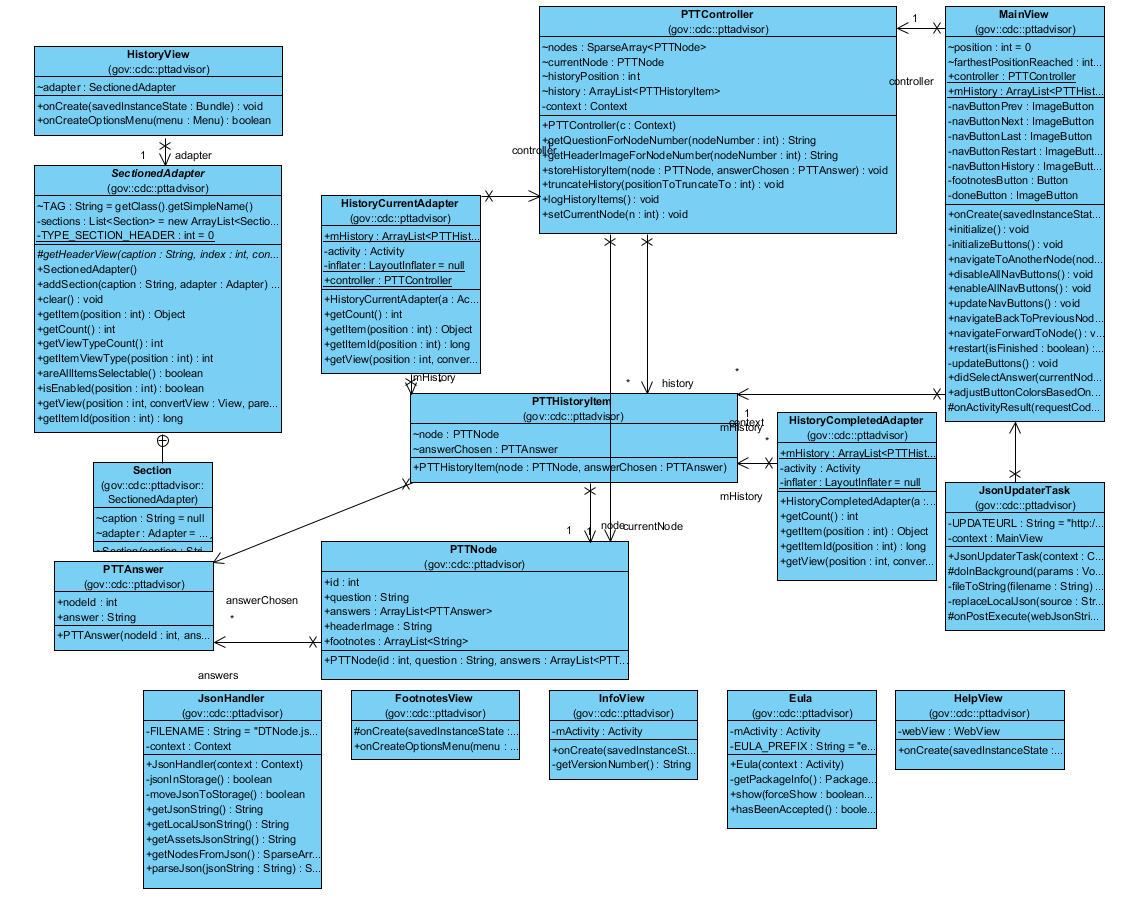 HistoryView
(gov::cdc::pttadvisor)
~adapter : SectionedAdapter
+onCreate(savedInstanceState : Bundle) : void
+onCreateOptionsMenu(menu : Menu) : boolean
1
adapter
SectionedAdapter
(gov::cdc::pttadvisor)
~TAG : String = getClass().getSimpleName()
-sections : List<Section> = new ArrayList<Sectio...
-TYPE_SECTION_HEADER : int = 0
#getHeaderView(caption : String, index : int, con...
+SectionedAdapter()
+addSection(caption : String, adapter : Adapter) ...
+clear() : void
+getItem(position : int) : Object
+getCount() : int
+getViewTypeCount() : int
+getItemViewType(position : int) : int
+areAllItemsSelectable() : boolean
+isEnabled(position : int) : boolean
+getView(position : int, convertView : View, pare...
+getItemId(position : int) : long
Section
(gov::cdc::pttadvisor::
SectionedAdapter)
~caption : String = null
~adapter : Adapter = ...
PTTAnswer
(gov::cdc::pttadvisor)
+nodeId : int
+answer : String
+PTTAnswer(nodeId : int, ans...
answerChosen
*
answers
HistoryCurrentAdapter
(gov::cdc::pttadvisor)
+mHistory : ArrayList<PTTHist...
-activity : Activity
-inflater : LayoutInflater = null
+controller : PTTController
+HistoryCurrentAdapter(a : Ac...
+getCount() : int
+getItem(position : int) : Object
+getItemId(position : int) : long
+getView(position : int, conver...
mHistory
controller
PTTController
(gov::cdc::pttadvisor)
~nodes : SparseArray<PTTNode>
~currentNode : PTTNode
~historyPosition : int
~history : ArrayList<PTTHistoryItem>
-context : Context
+PTTController(c : Context)
+getQuestionForNodeNumber(nodeNumber : int) : String
+getHeaderImageForNodeNumber(nodeNumber : int) : String
+storeHistoryItem(node : PTTNode, answerChosen : PTTAnswer) : void
+truncateHistory(positionToTruncateTo : int) : void
+logHistoryItems() : void
+setCurrentNode(n : int) : void
1
controller
MainView
(gov::cdc::pttadvisor)
~position : int = 0
~farthestPositionReached : int...
+controller : PTTController
+mHistory : ArrayList<PTTHist...
-navButtonPrev : ImageButton
-navButtonNext : ImageButton
-navButtonLast : ImageButton
-navButtonRestart : ImageButt...
-navButtonHistory : ImageButt...
-footnotesButton : Button
-doneButton : ImageButton
+onCreate(savedInstanceStat...
+initialize() : void
-initializeButtons() : void
+navigateToAnotherNode(nod...
+disableAllNavButtons() : void
+enableAllNavButtons() : void
+updateNavButtons() : void
+navigateBackToPreviousNod...
+navigateForwardToNode() : v...
+restart(isFinished : boolean) :...
-updateButtons() : void
+didSelectAnswer(currentNod...
+adjustButtonColorsBasedOn...
#onActivityResult(requestCod...
*
history
*
PTTHistoryItem
(gov::cdc::pttadvisor)
~node : PTTNode
~answerChosen : PTTAnswer
+PTTHistoryItem(node : PTTNode, answerChosen : PTTAnswer)
1
context
mHistory
*
mHistory
HistoryCompletedAdapter
(gov::cdc::pttadvisor)
+mHistory : ArrayList<PTTHist...
-activity : Activity
-inflater : LayoutInflater = null
+HistoryCompletedAdapter(a :...
+getCount() : int
+getItem(position : int) : Object
+getItemId(position : int) : long
+getView(position : int, conver...
JsonUpdaterTask
(gov::cdc::pttadvisor)
-UPDATEURL : String = "http:/...
-context : MainView
+JsonUpdaterTask(context : C...
#doInBackground(params : Vo...
-fileToString(filename : String) ...
-replaceLocalJson(source : Str...
#onPostExecute(webJsonStri...
1
node
1
currentNode
PTTNode
(gov::cdc::pttadvisor)
+id : int
+question : String
+answers : ArrayList<PTTAnswer>
+headerImage : String
+footnotes : ArrayList<String>
+PTTNode(id : int, question : String, answers : ArrayList<PTT...
JsonHandler
(gov::cdc::pttadvisor)
-FILENAME : String = "DTNode.js...
-context : Context
+JsonHandler(context : Context)
-jsonInStorage() : boolean
-moveJsonToStorage() : boolean
+getJsonString() : String
+getLocalJsonString() : String
+getAssetsJsonString() : String
+getNodesFromJson() : SparseArr...
+parseJson(jsonString : String) : S...
FootnotesView
(gov::cdc::pttadvisor)
#onCreate(savedInstanceState :...
+onCreateOptionsMenu(menu : ...
InfoView
(gov::cdc::pttadvisor)
-mActivity : Activity
+onCreate(savedInstanceSt...
-getVersionNumber() : String
Eula
(gov::cdc::pttadvisor)
-mActivity : Activity
-EULA_PREFIX : String = "e...
+Eula(context : Activity)
-getPackageInfo() : Package...
+show(forceShow : boolean...
+hasBeenAccepted() : boole...
HelpView
(gov::cdc::pttadvisor)
-webView : WebView
+onCreate(savedInstanceState :...